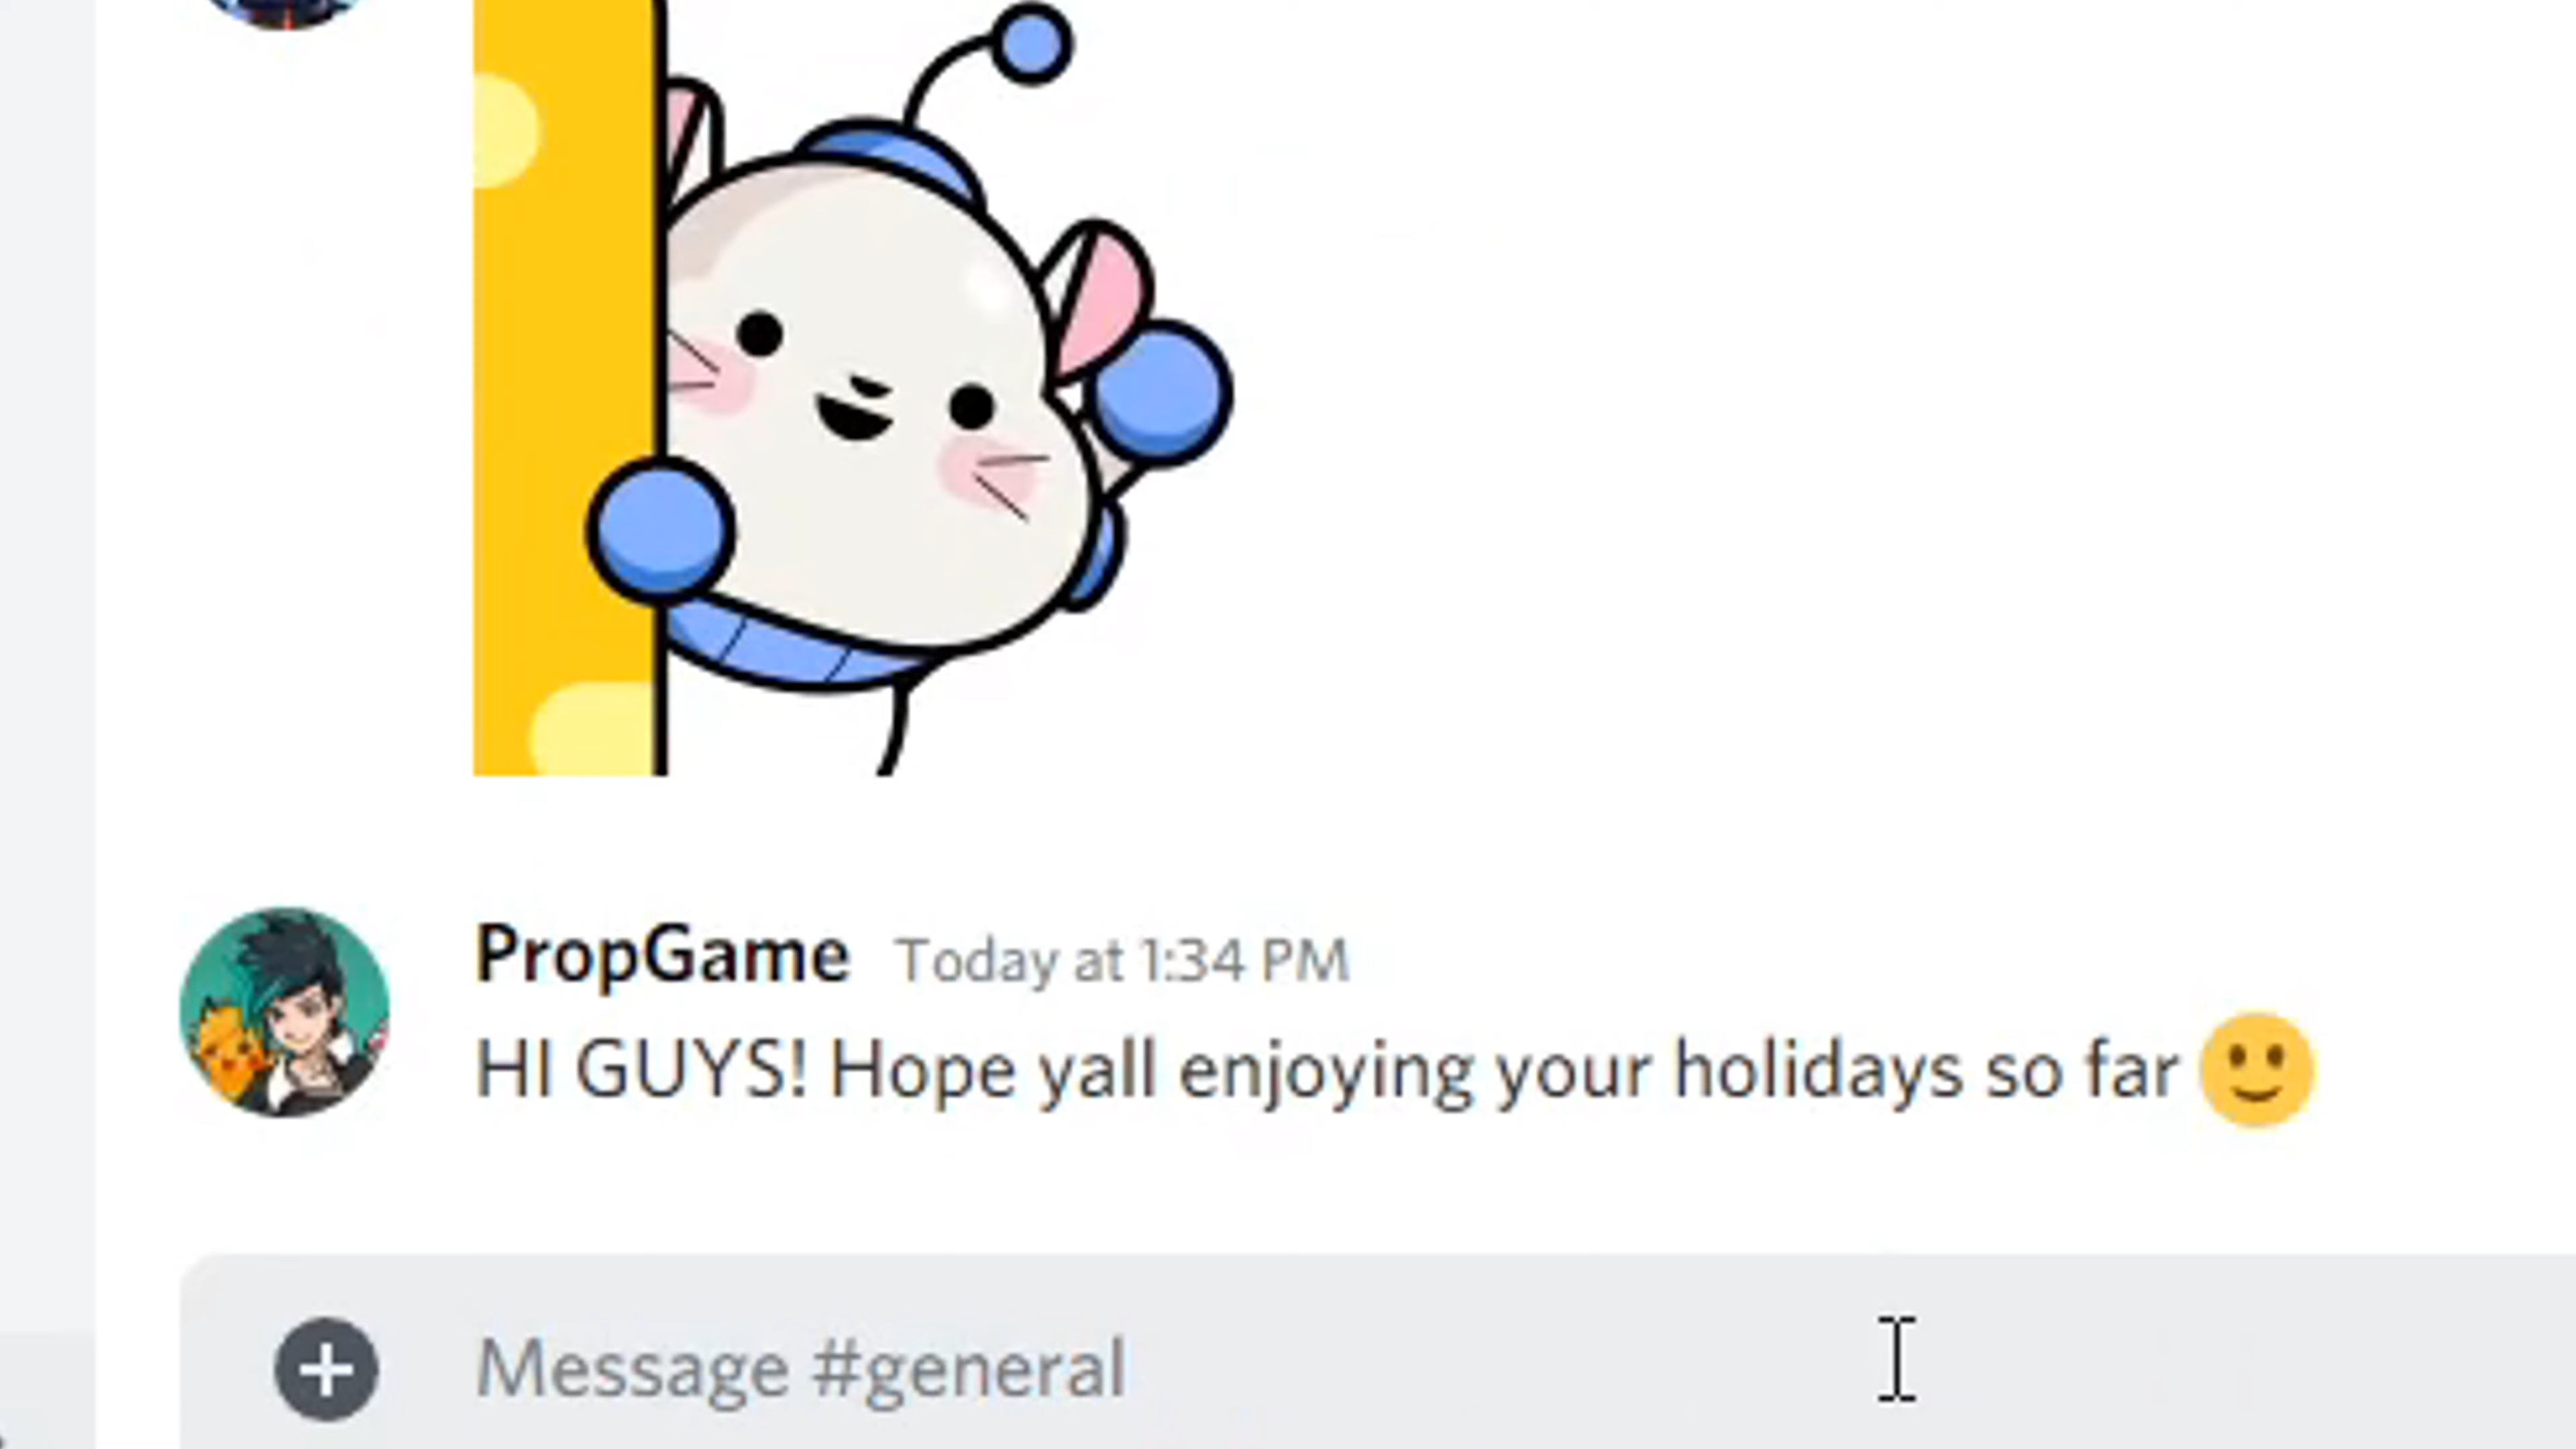 PropGame Today at 1:34 PM
HI GUYS! Hope yall enjoying your holidays so far 🙂
Message #general